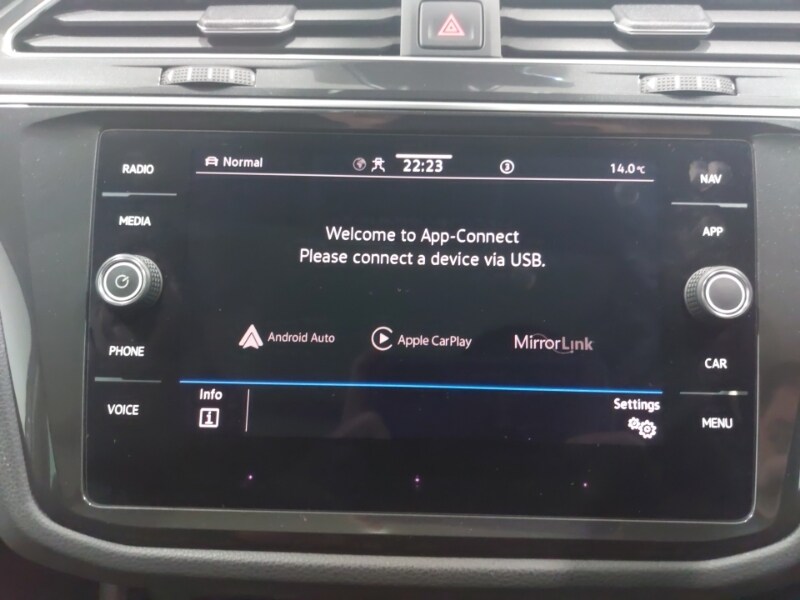 RADIO
MEDIA
PHONE
VOICE
Normal
22:23
3
14.0°C
Welcome to App-Connect
Please connect a device via USB.
Android Auto
Apple CarPlay
MirrorLink
Info
i
Settings
NAV
APP
CAR
MENU